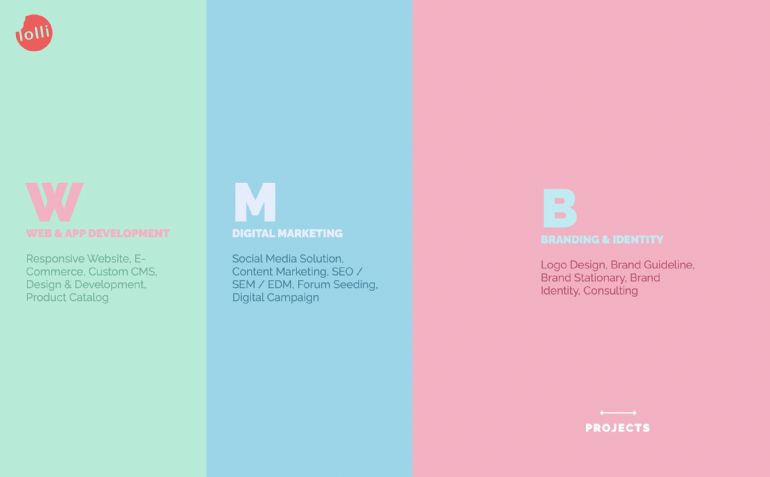 lolli
W
WEB & APP DEVELOPMENT
Responsive Website, E-
Commerce, Custom CMS,
Design & Development,
Product Catalog
M
DIGITAL MARKETING
Social Media Solution,
Content Marketing, SEO /
SEM / EDM, Forum Seeding,
Digital Campaign
B
BRANDING & IDENTITY
Logo Design, Brand Guideline,
Brand Stationary, Brand
Identity, Consulting
PROJECTS